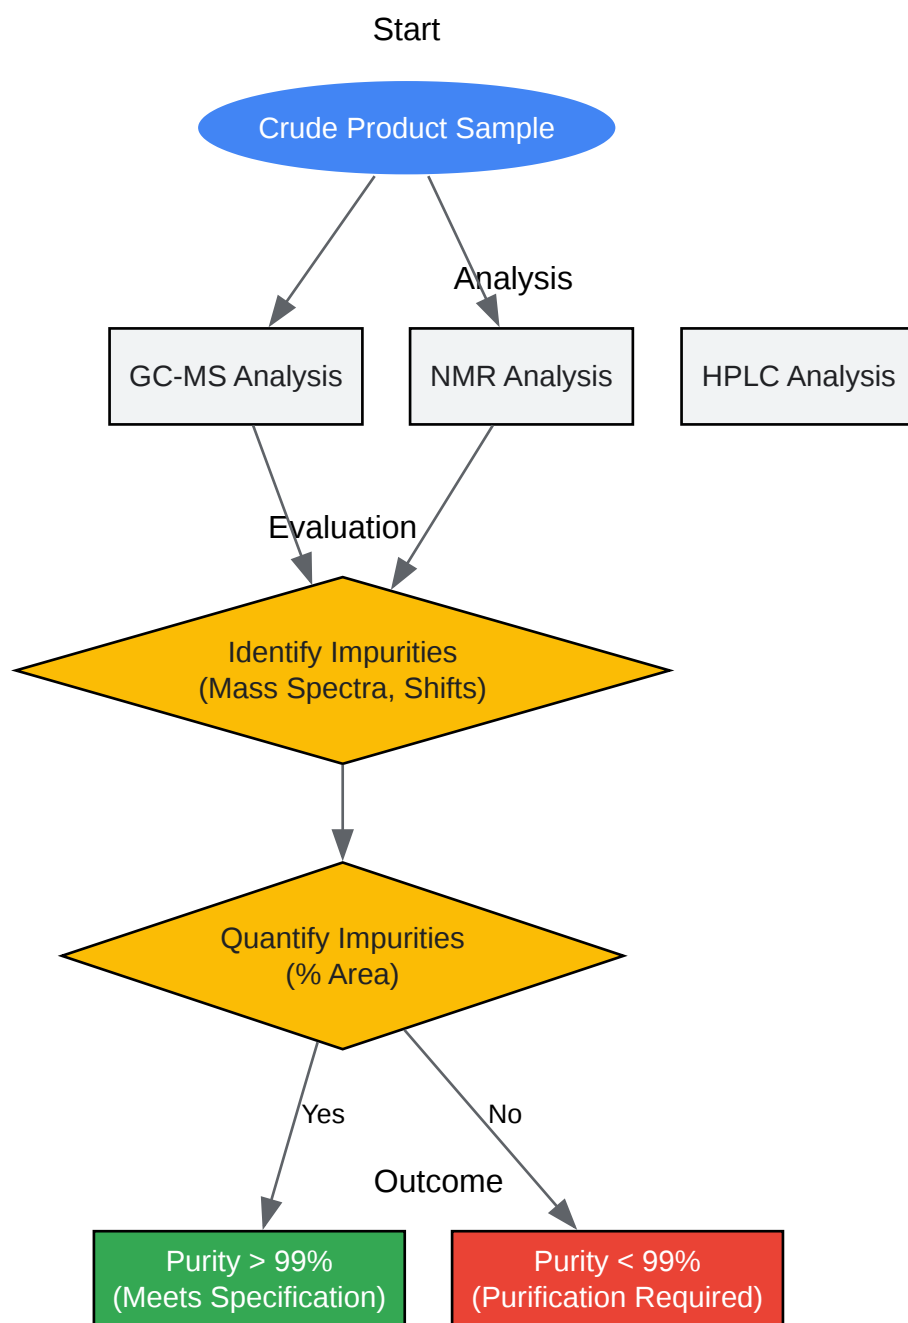 Start
Crude Product Sample
Analysis
GC-MS Analysis
NMR Analysis
HPLC Analysis
Evaluation
Identify Impurities
(Mass Spectra, Shifts)
Quantify Impurities
(% Area)
Yes
No
Outcome
Purity > 99%
(Meets Specification)
Purity < 99%
(Purification Required)